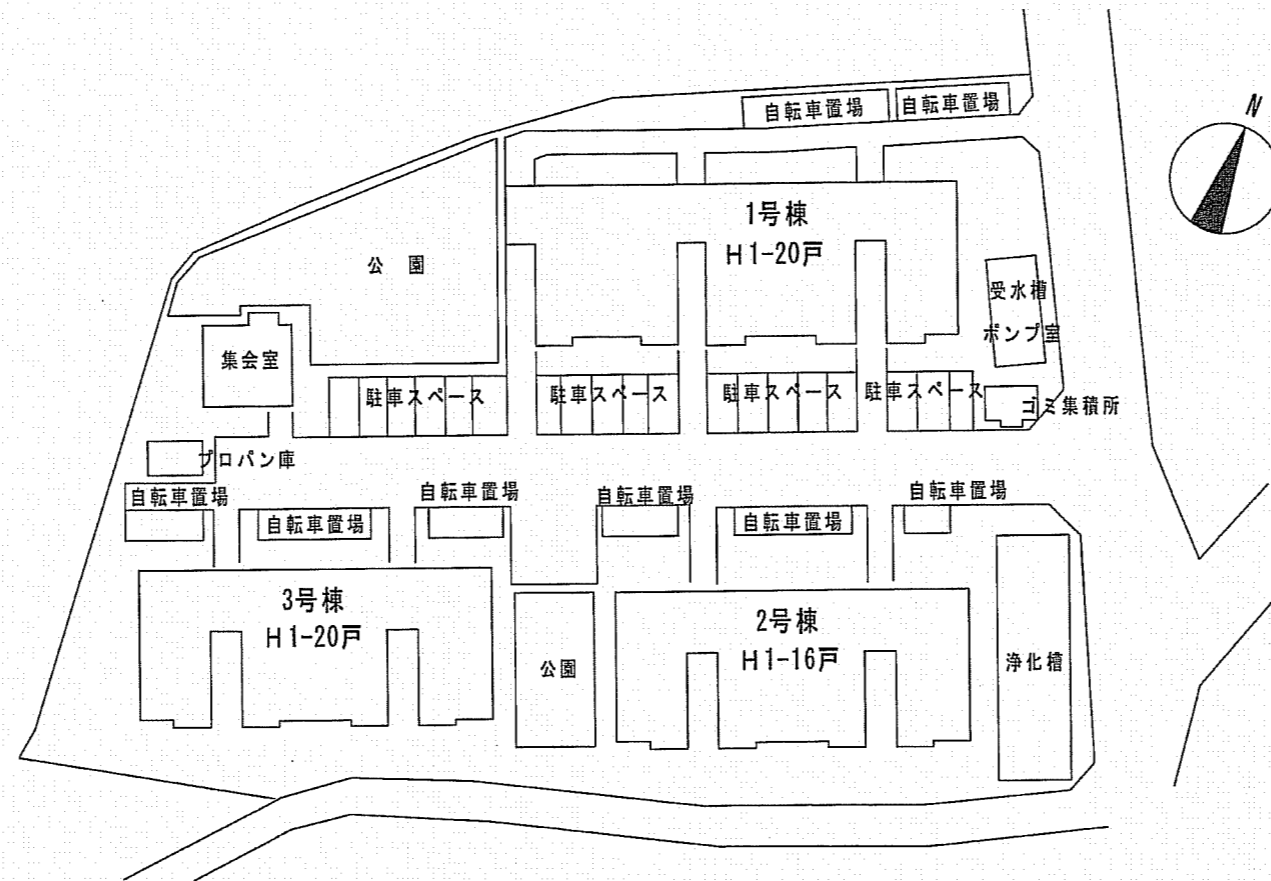 自転車置場
自転車置場
N
1号棟
H1-20戸
公 園
受水槽
ポンプ室
集会室
駐車スペース
駐車スペース
駐車スペース
駐車スペース
ゴミ集積所
プロパン庫
自転車置場
自転車置場
自転車置場
自転車置場
自転車置場
自転車置場
3号棟
H1-20戸
2号棟
H1-16戸
公園
浄化槽